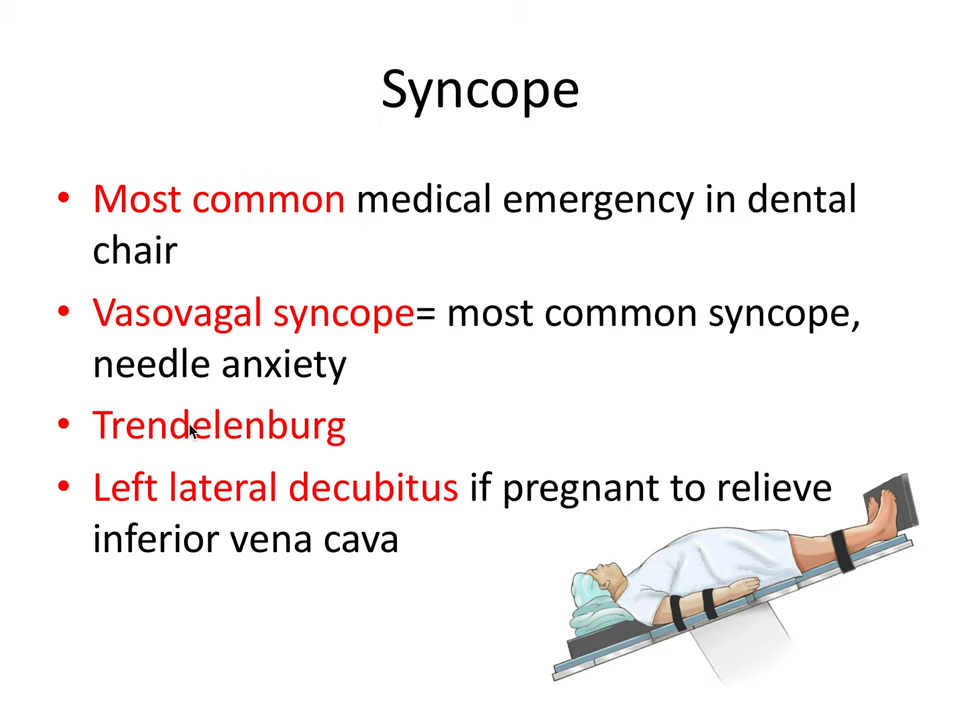 Syncope
• Most common medical emergency in dental
chair
• Vasovagal syncope= most common syncope,
needle anxiety
• Trendelenburg
• Left lateral decubitus if pregnant to relieve
inferior vena cava